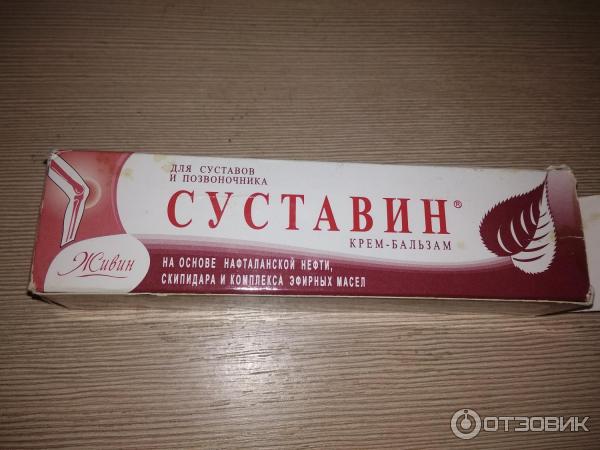 ДЛЯ СУСТАВОВ
И ПОЗВОНОЧНИКА
СУСТАВИН®
КРЕМ-БАЛЬЗАМ
Живин
НА ОСНОВЕ НАФТАЛАНСКОЙ НЕФТИ,
СКИПИДАРА И КОМПЛЕКСА ЭФИРНЫХ МАСЕЛ
ОТЗОВИК